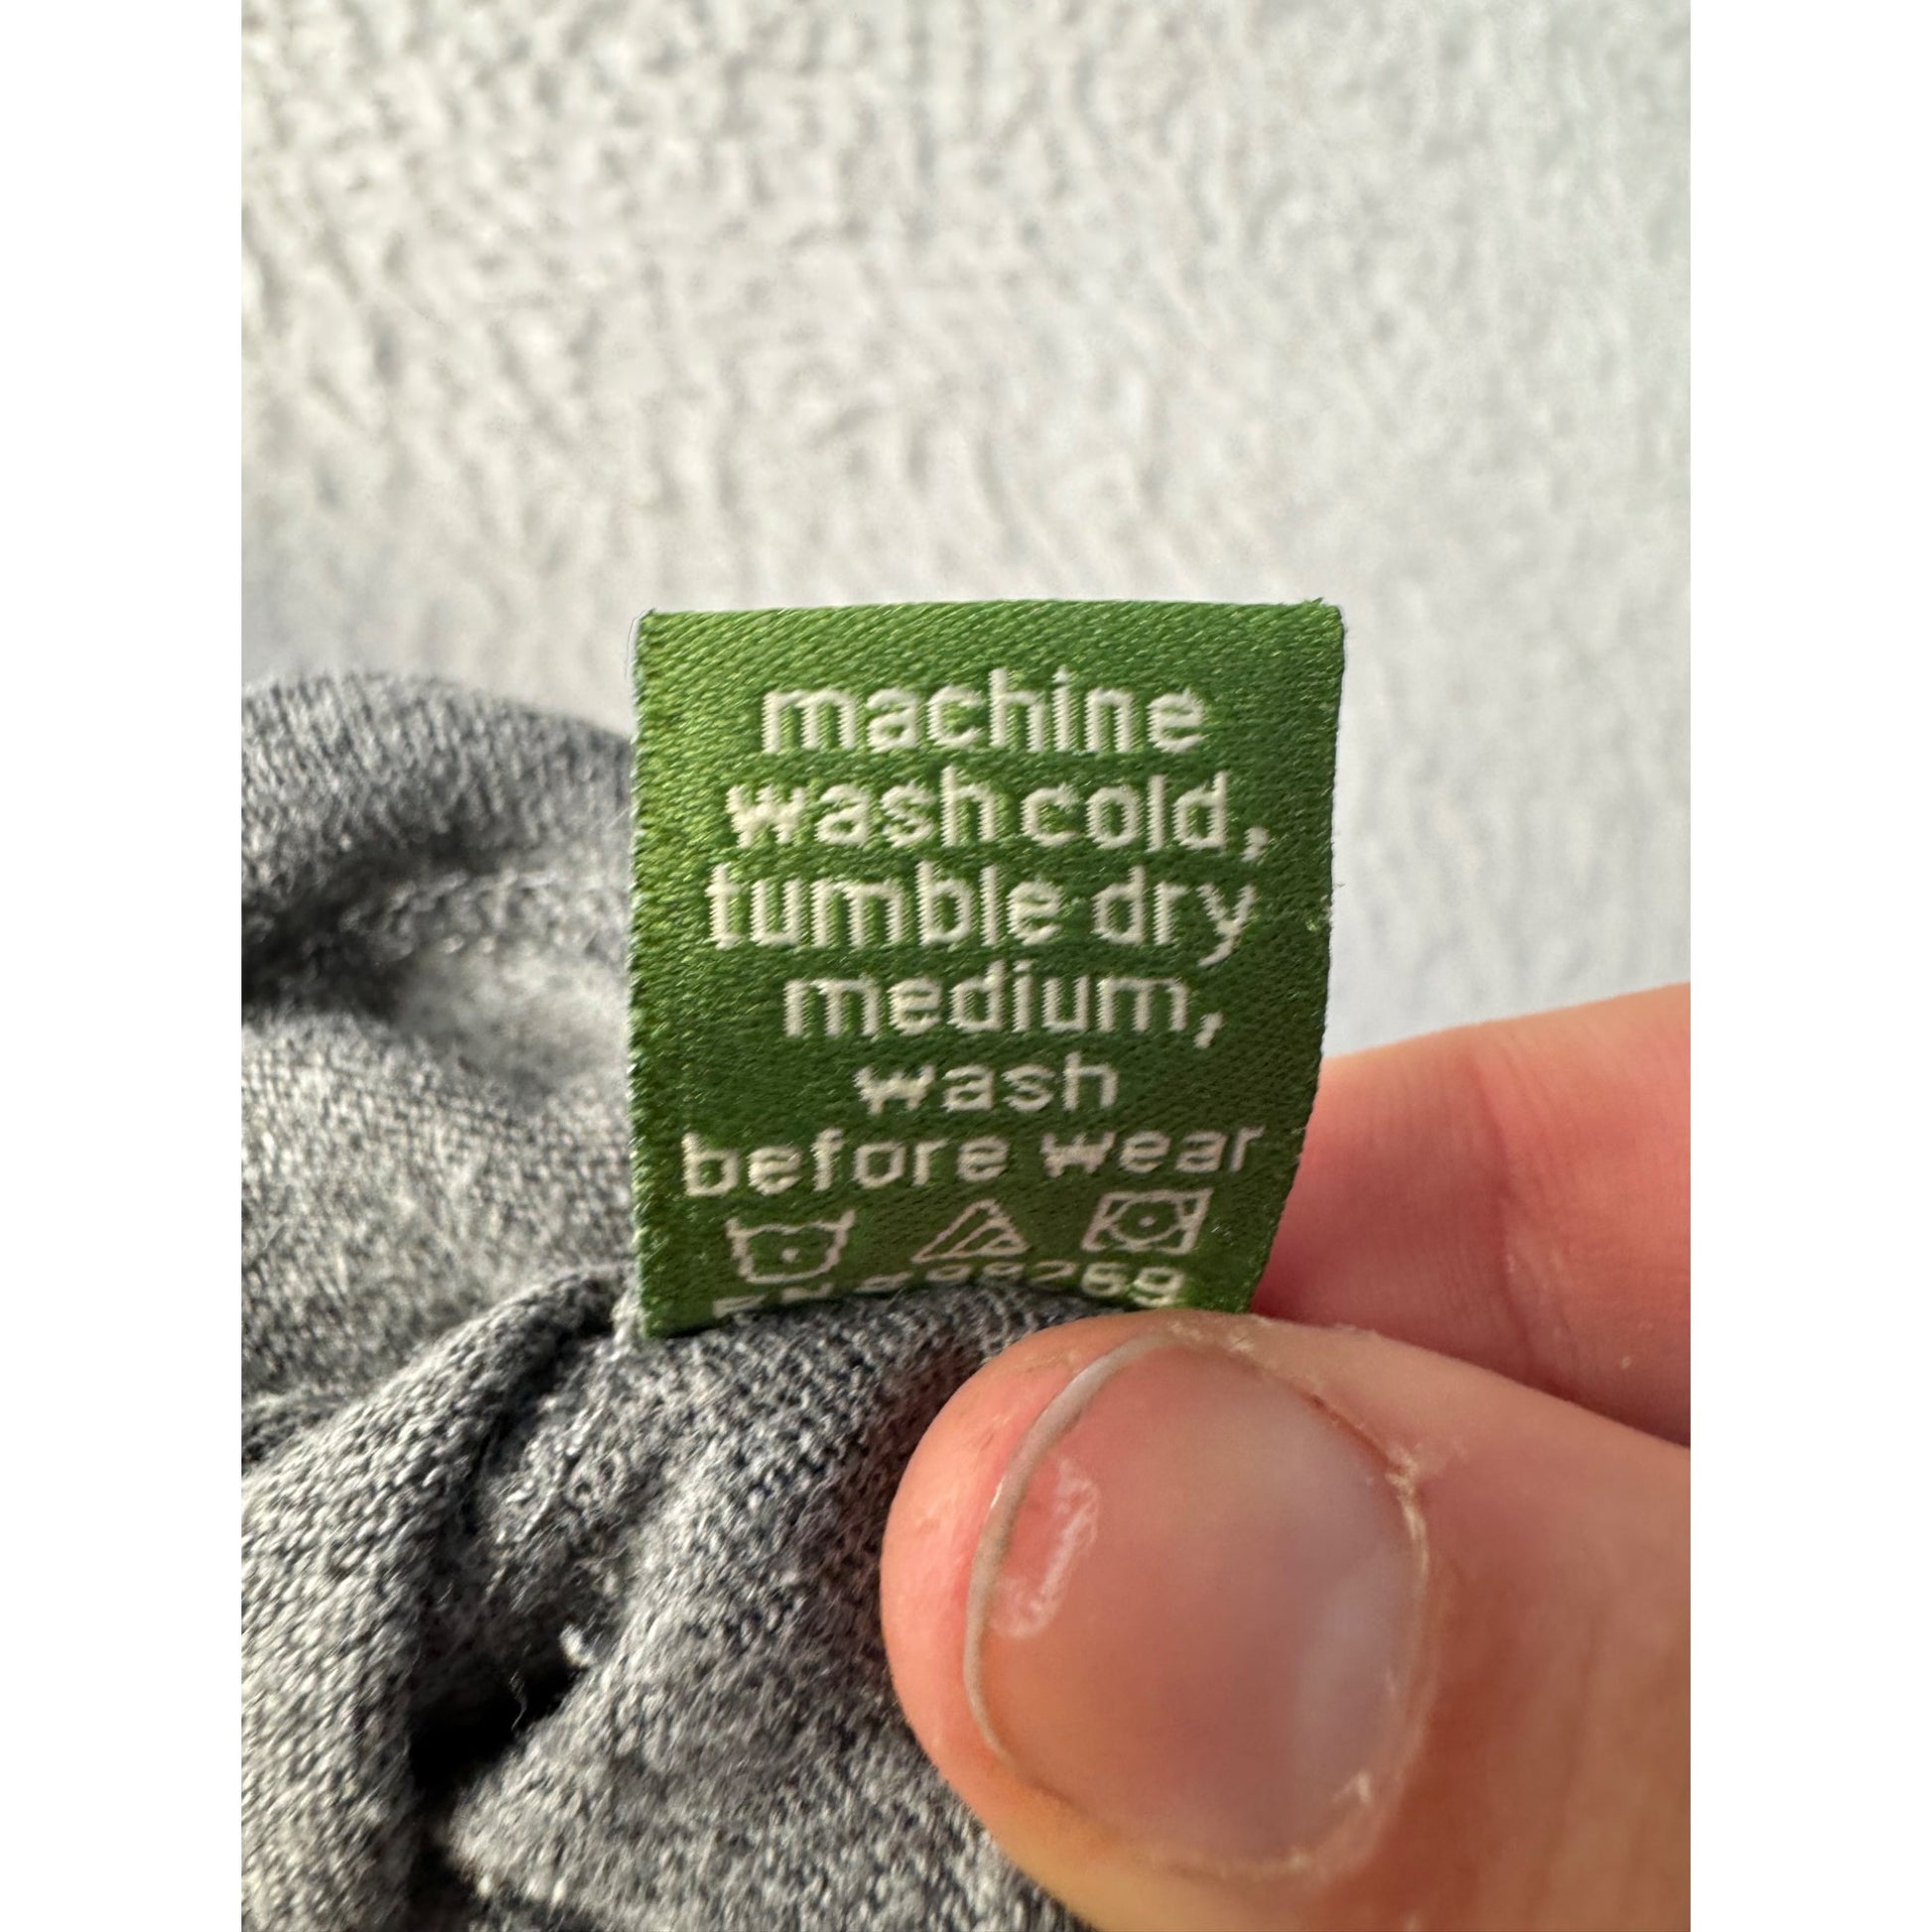 machine
wash cold,
tumble dry
medium,
wash
before wear